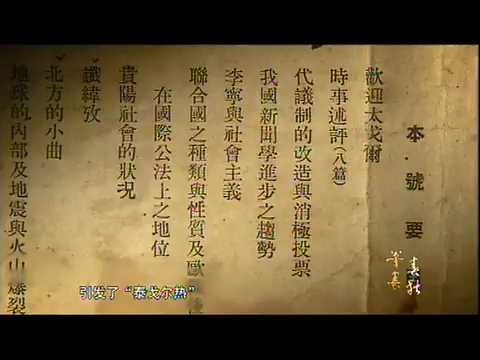 本號要
歡迎太戈爾
時事述評(八篇)
代議制的改造與消極投票
我國新聞學進步之趨勢
李寧與社會主義
聯合國之種類與性質及歐
在國際公法上之地位
貴陽社會的狀況
讖緯攷
北方的小曲
地球的內部及地震與火山爆裂
引发了“泰戈尔热”